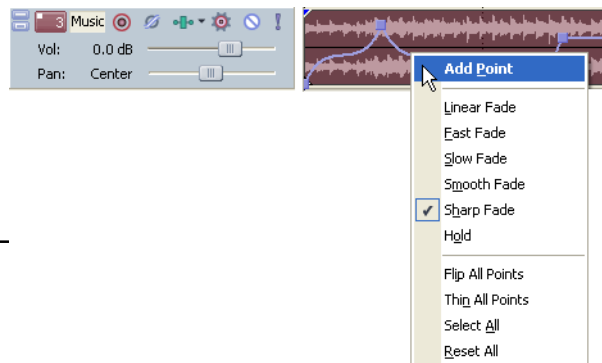 3 Music
Vol: 0.0 dB
Pan: Center
Add Point
Linear Fade
Fast Fade
Slow Fade
Smooth Fade
Sharp Fade
Hold
Flip All Points
Thin All Points
Select All
Reset All